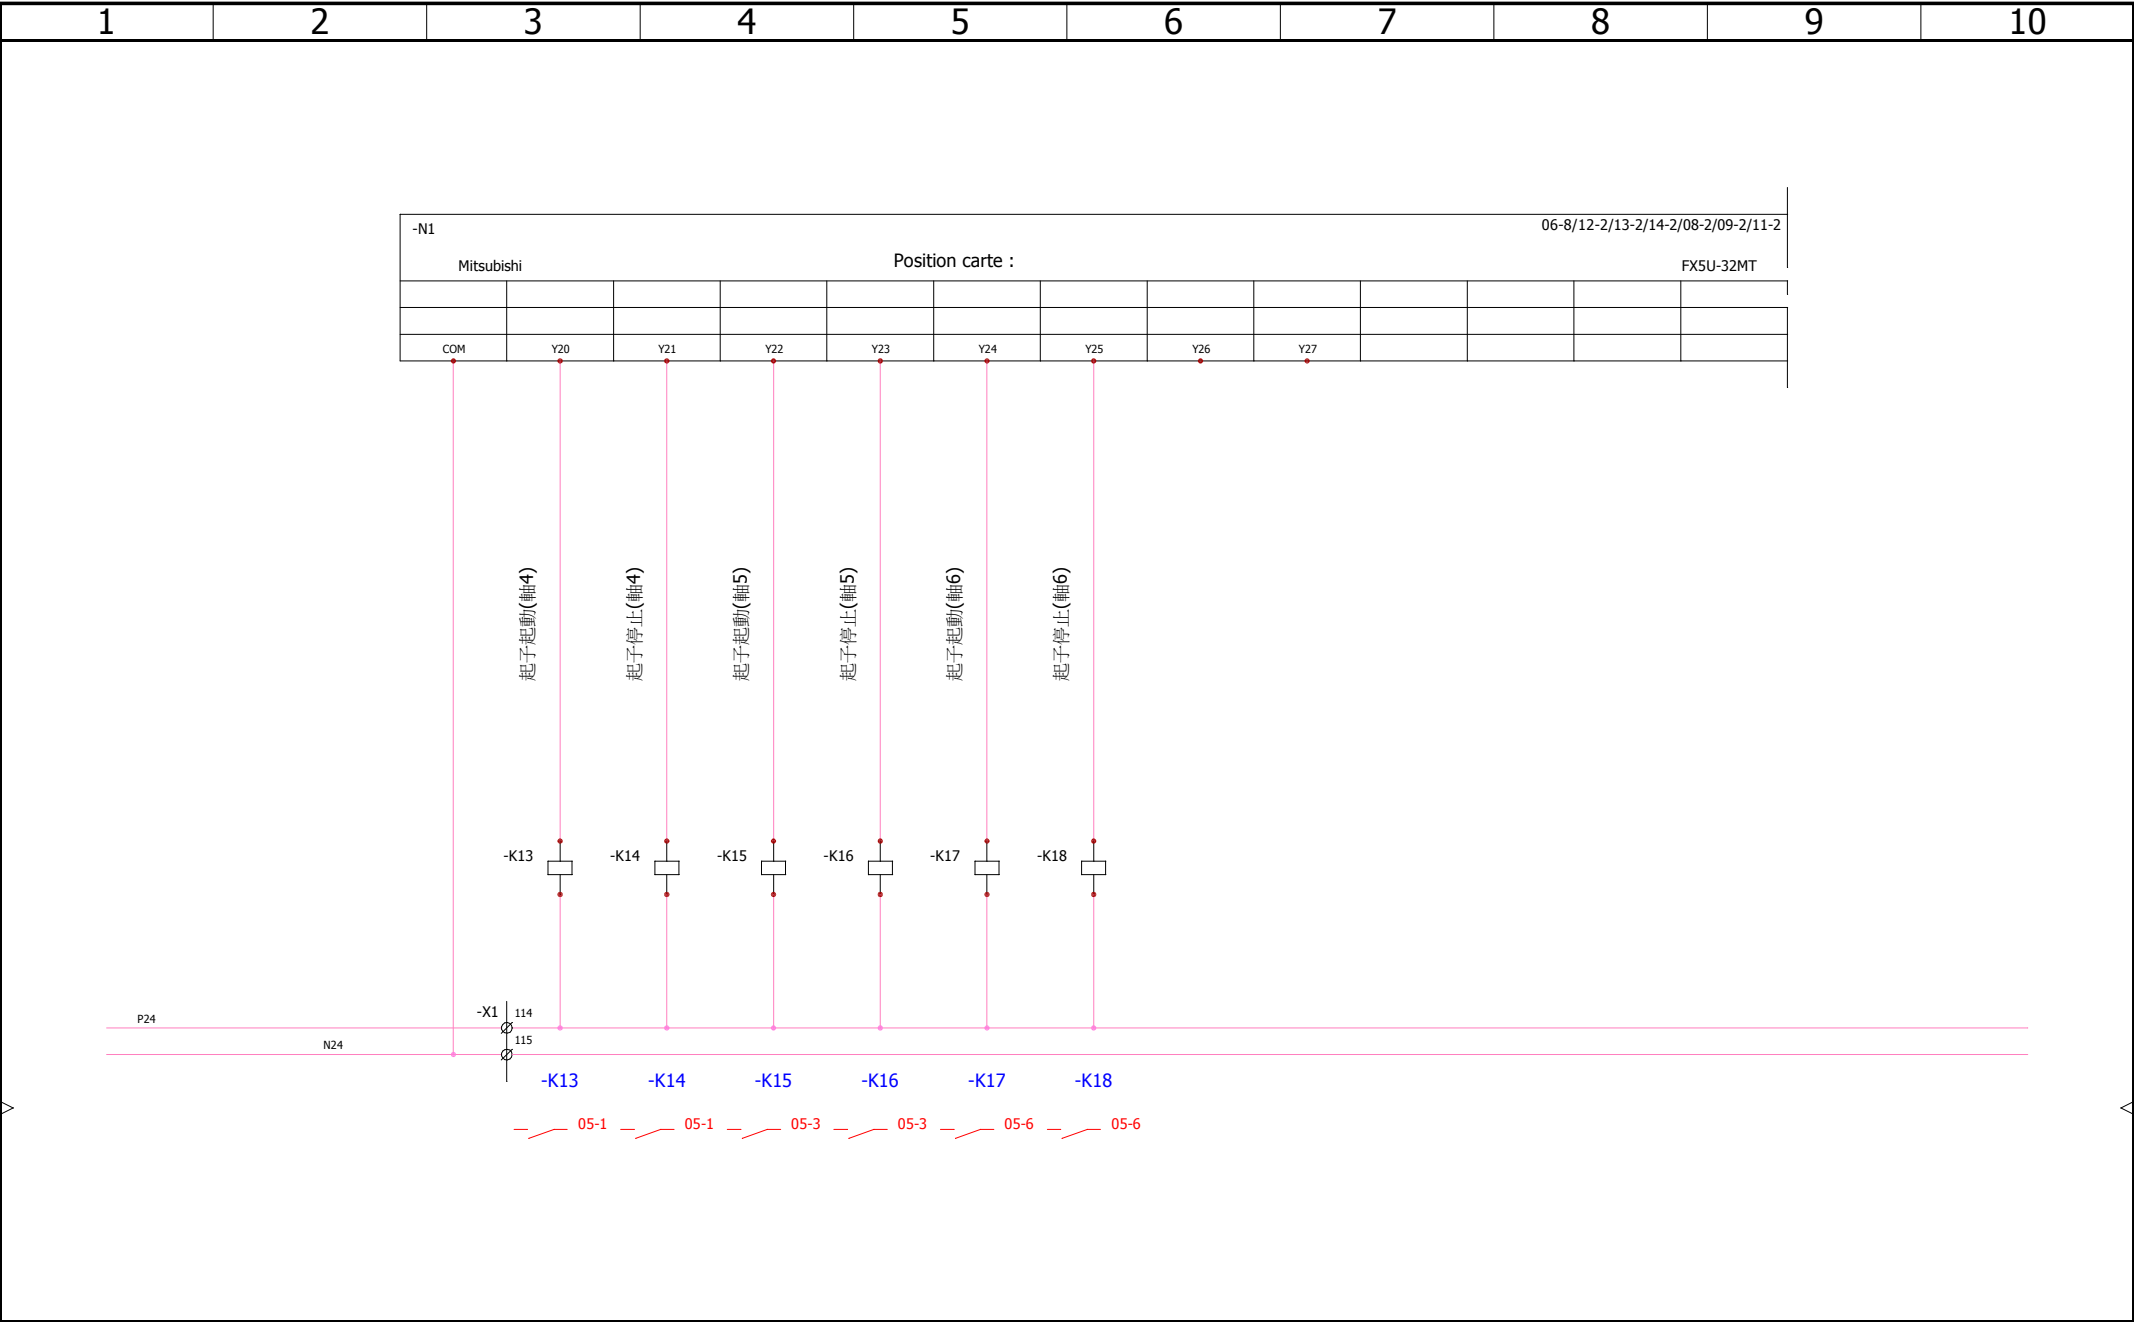 1 2 3 4 5 6 7 8 9 10
-N1 06-8/12-2/13-2/14-2/08-2/09-2/11-2
Mitsubishi Position carte : FX5U-32MT
COM Y20 Y21 Y22 Y23 Y24 Y25 Y26 Y27
起子起動(軸4)
起子停止(軸4)
起子起動(軸5)
起子停止(軸5)
起子起動(軸6)
起子停止(軸6)
-K13 -K14 -K15 -K16 -K17 -K18
P24 -X1 114
N24 115
-K13 -K14 -K15 -K16 -K17 -K18
05-1 05-1 05-3 05-3 05-6 05-6